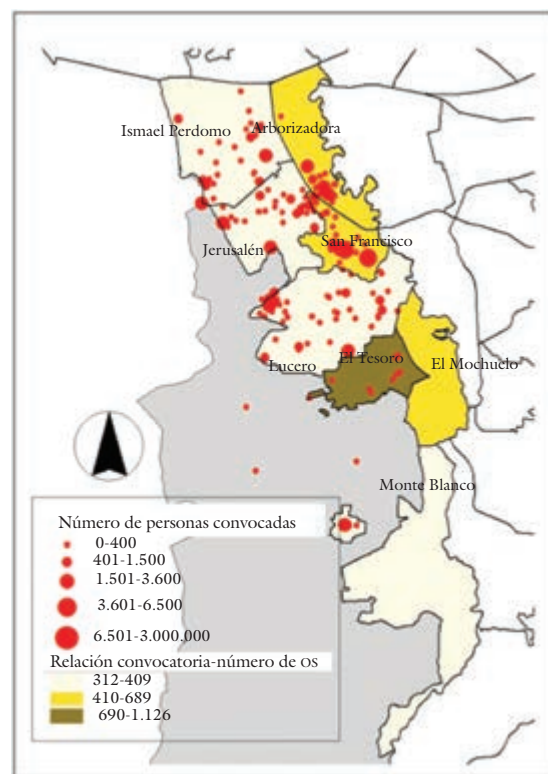 Ismael Perdomo
Arborizadora
San Francisco
Jerusalén
El Tesoro
El Mochuelo
Lucero
Monte Blanco
Número de personas convocadas
0-400
401-1.500
1.501-3.600
3.601-6.500
6.501-3.000.000
Relación convocatoria-número de os
312-409
410-689
690-1.126